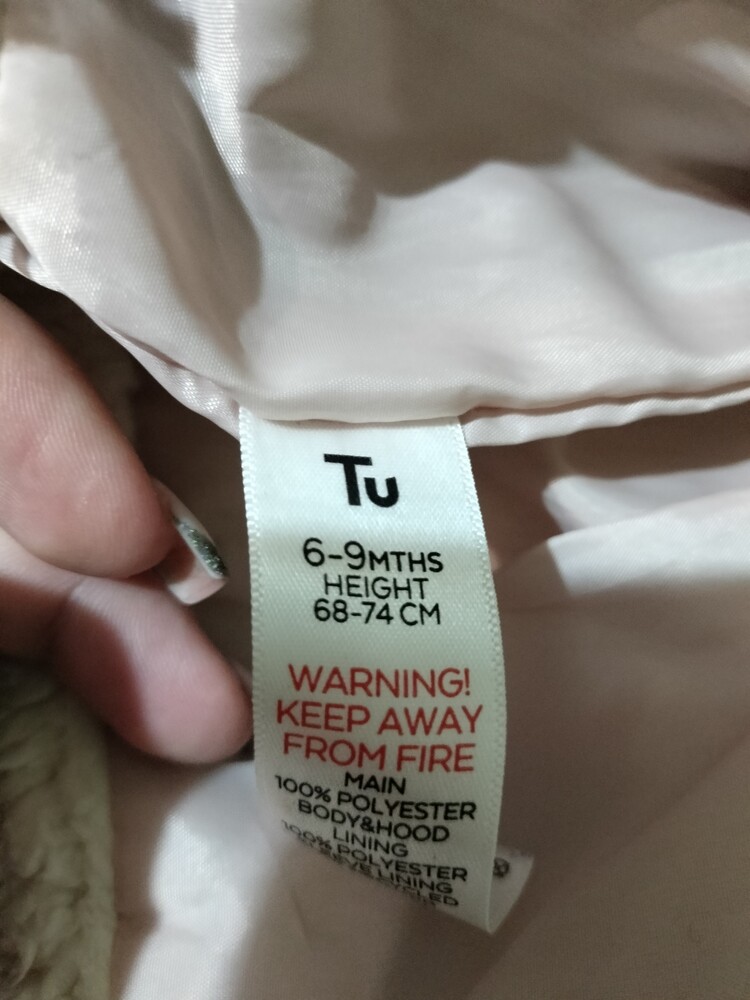 Tu
6-9MTHS
HEIGHT
68-74 CM
WARNING!
KEEP AWAY
FROM FIRE
MAIN
100% POLYESTER
BODY&HOOD
LINING
100% POLYESTER
LINING